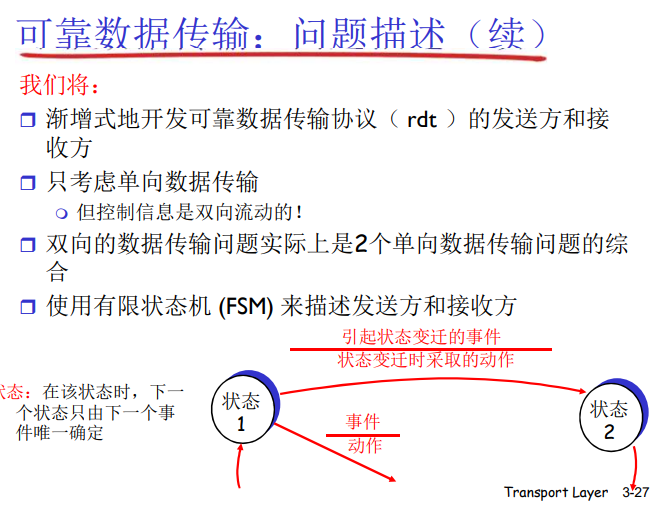 可靠数据传输：问题描述（续）
我们将：
渐增式地开发可靠数据传输协议（ rdt ）的发送方和接
收方
只考虑单向数据传输
但控制信息是双向流动的！
双向的数据传输问题实际上是2个单向数据传输问题的综
合
使用有限状态机 (FSM) 来描述发送方和接收方
引起状态变迁的事件
状态变迁时采取的动作
状态：在该状态时，下一
个状态只由下一个事
件唯一确定
状态
1
事件
动作
状态
2
Transport Layer 3-27